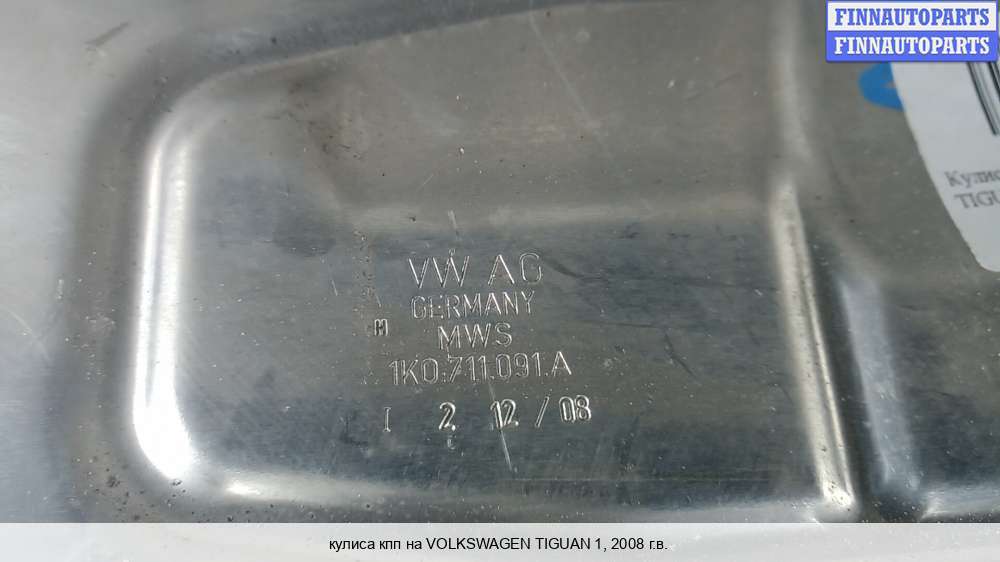 FINNAUTOPARTS
FINNAUTOPARTS
TIGU
VW AG
GERMANY
H
MWS
1K0.711.091.A
I 2. 12. / 08
кулиса кпп на VOLKSWAGEN TIGUAN 1, 2008 г.в.